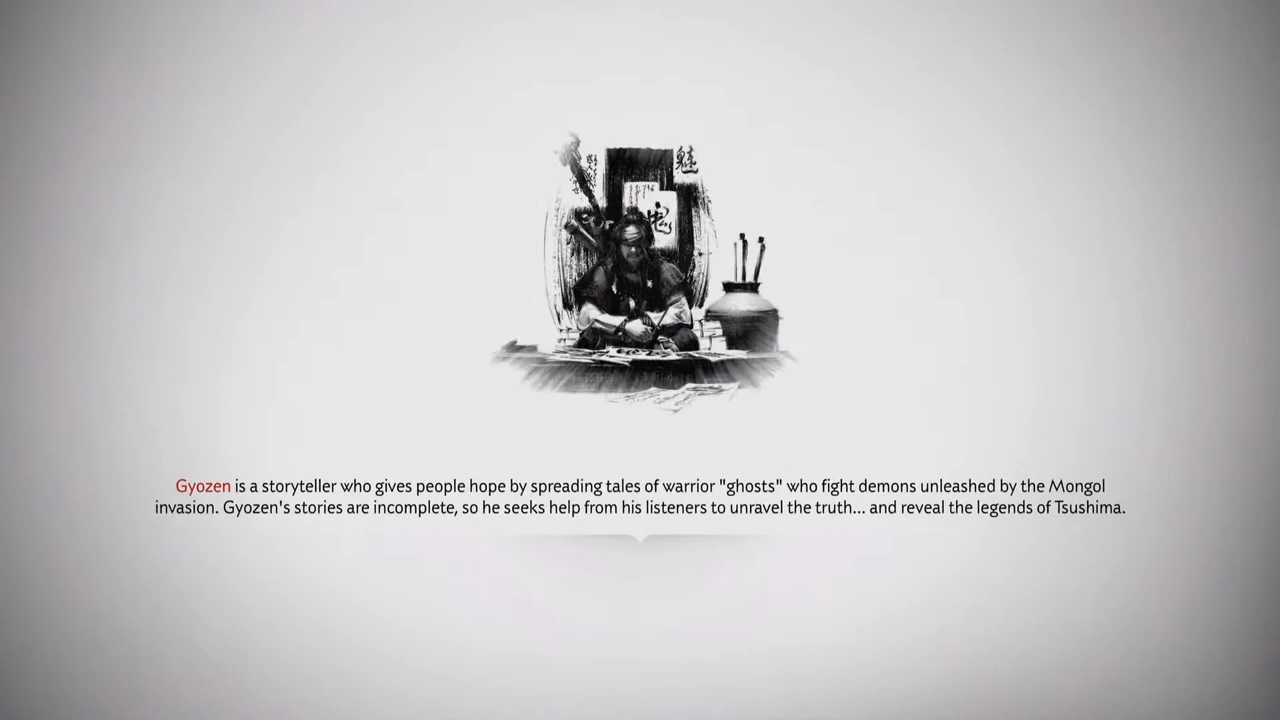 魅
鬼
Gyozen is a storyteller who gives people hope by spreading tales of warrior "ghosts" who fight demons unleashed by the Mongol
invasion. Gyozen's stories are incomplete, so he seeks help from his listeners to unravel the truth... and reveal the legends of Tsushima.